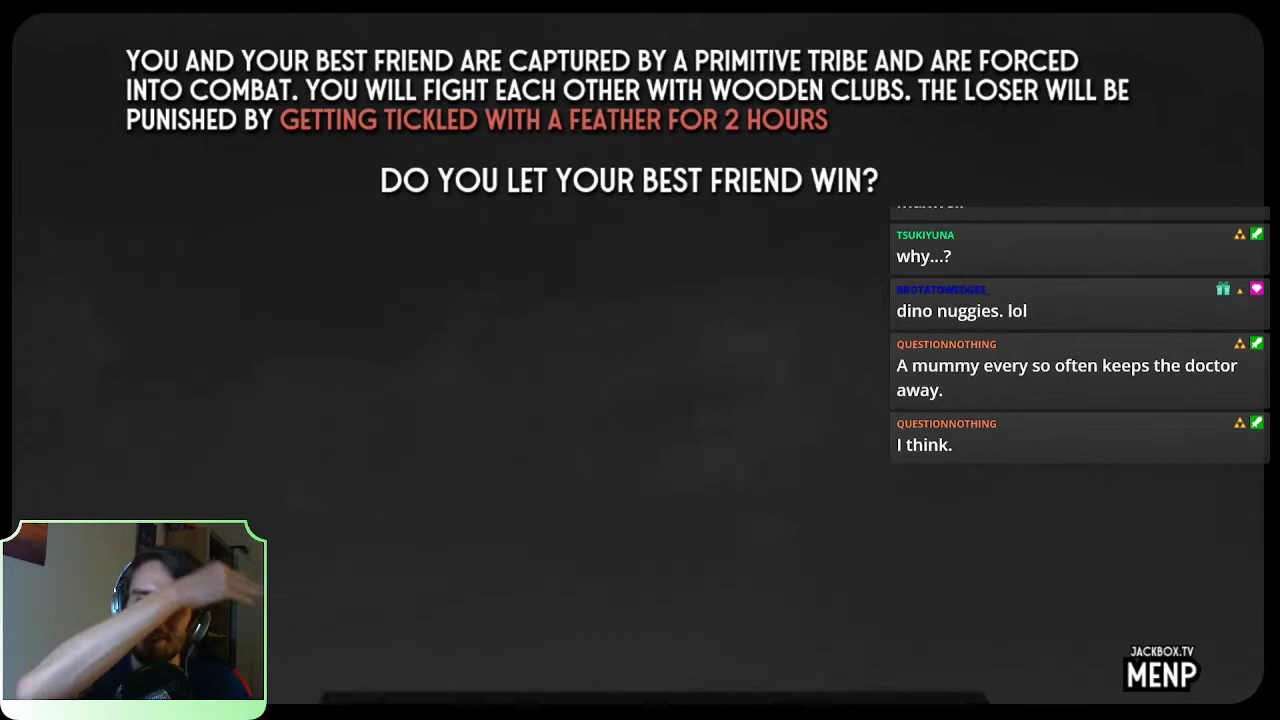 YOU AND YOUR BEST FRIEND ARE CAPTURED BY A PRIMITIVE TRIBE AND ARE FORCED
INTO COMBAT. YOU WILL FIGHT EACH OTHER WITH WOODEN CLUBS. THE LOSER WILL BE
PUNISHED BY GETTING TICKLED WITH A FEATHER FOR 2 HOURS
DO YOU LET YOUR BEST FRIEND WIN?
TSUKIYUNA
why...?
BROTATOWEDGES_
dino nuggies. lol
QUESTIONNOTHING
A mummy every so often keeps the doctor
away.
QUESTIONNOTHING
I think.
JACKBOX.TV
MENP